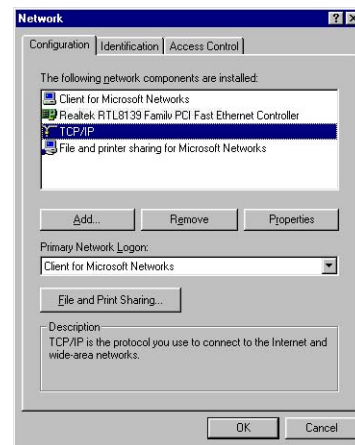 Network
Configuration Identification Access Control
The following network components are installed:
Client for Microsoft Networks
Realtek RTL8139 Family PCI Fast Ethernet Controller
TCP/IP
File and printer sharing for Microsoft Networks
Add... Remove Properties
Primary Network Logon:
Client for Microsoft Networks
File and Print Sharing...
Description
TCP/IP is the protocol you use to connect to the Internet and
wide-area networks.
OK Cancel